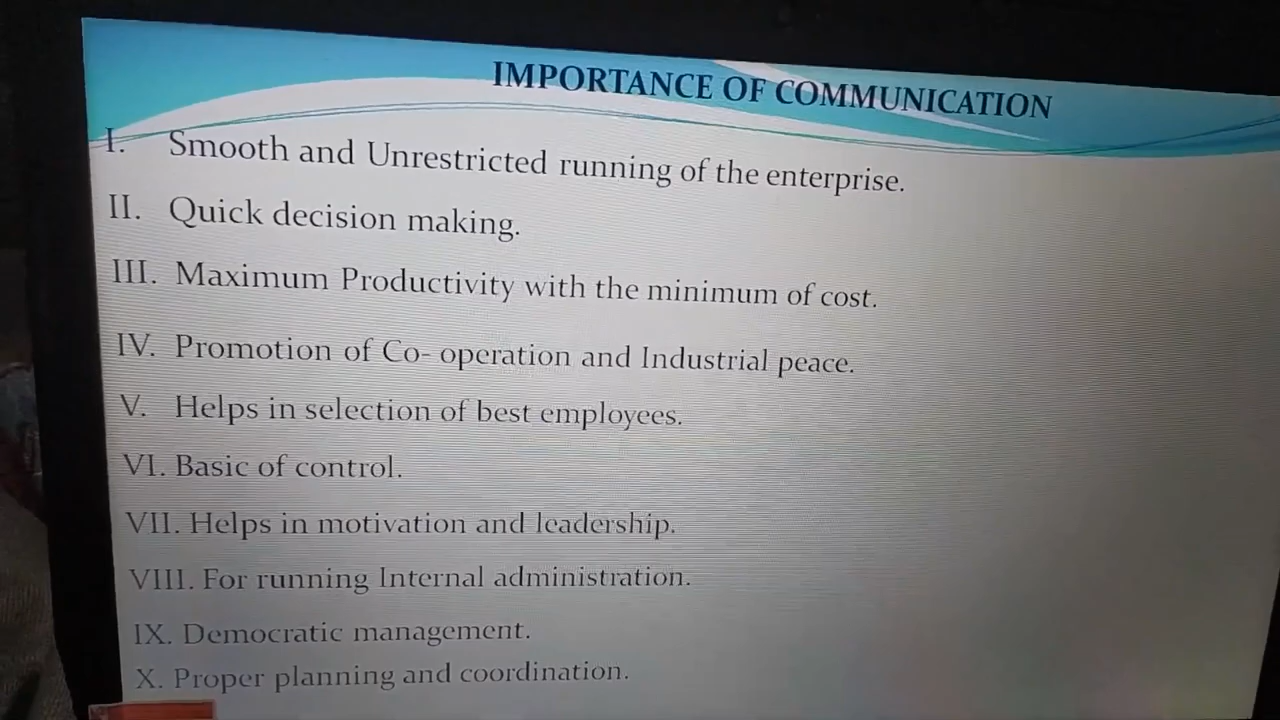 IMPORTANCE OF COMMUNICATION
I. Smooth and Unrestricted running of the enterprise.
II. Quick decision making.
III. Maximum Productivity with the minimum of cost.
IV. Promotion of Co- operation and Industrial peace.
V. Helps in selection of best employees.
VI. Basic of control.
VII. Helps in motivation and leadership.
VIII. For running Internal administration.
IX. Democratic management.
X. Proper planning and coordination.